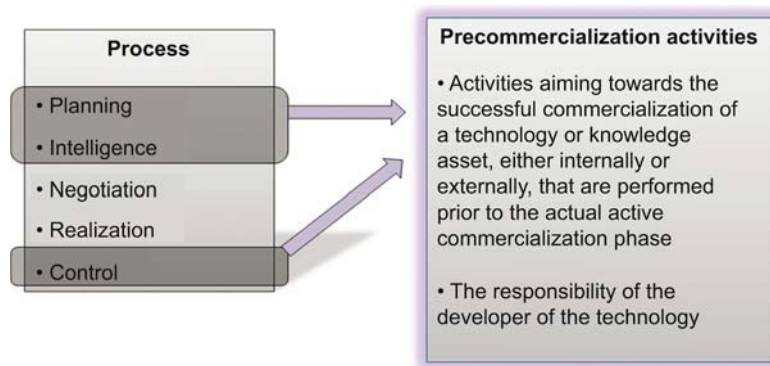 Process
• Planning
• Intelligence
• Negotiation
• Realization
• Control
Precommercialization activities
• Activities aiming towards the
successful commercialization of
a technology or knowledge
asset, either internally or
externally, that are performed
prior to the actual active
commercialization phase
• The responsibility of the
developer of the technology